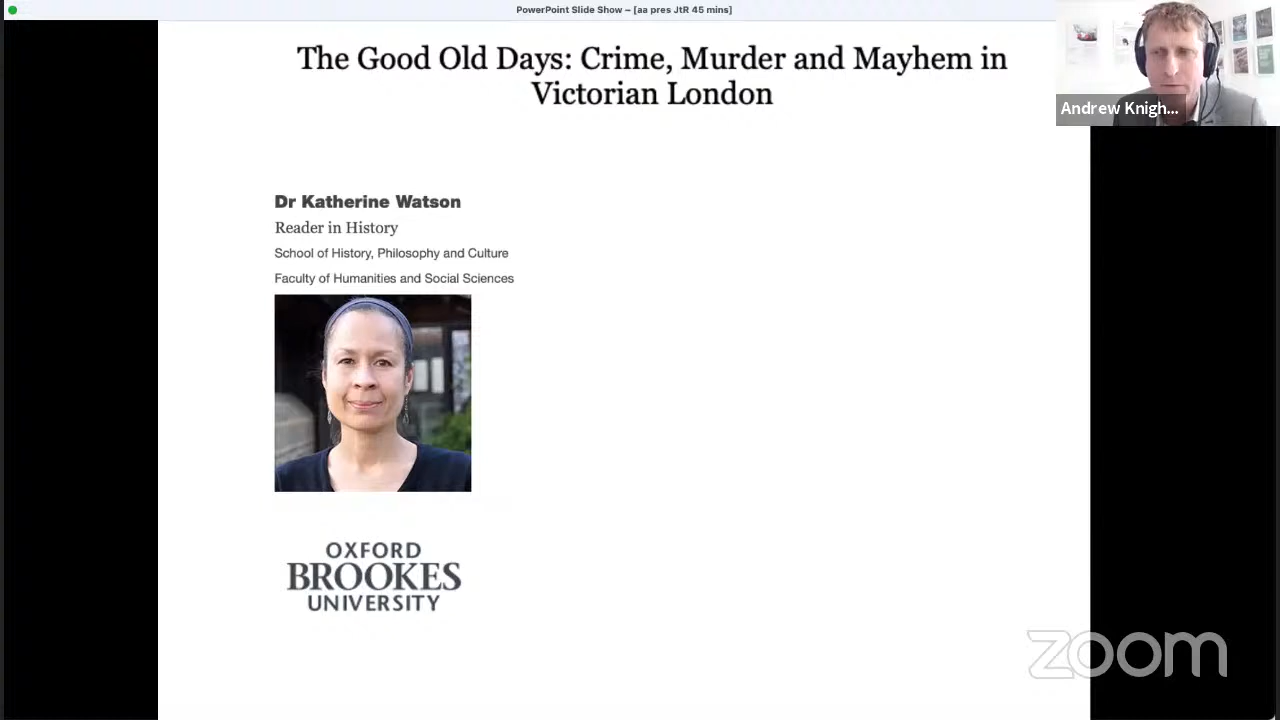 PowerPoint Slide Show – [aa pres JtR 45 mins]
The Good Old Days: Crime, Murder and Mayhem in
Victorian London
Andrew Knigh...
Dr Katherine Watson
Reader in History
School of History, Philosophy and Culture
Faculty of Humanities and Social Sciences
OXFORD
BROOKES
UNIVERSITY
zoom